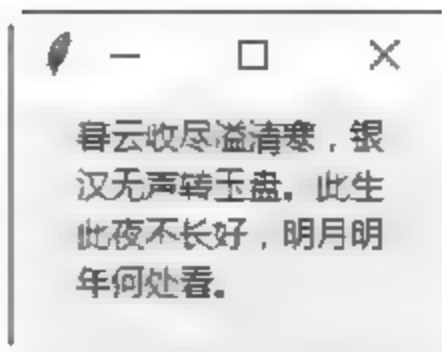 暮云收尽溢清寒，银
汉无声转玉盘。此生
此夜不长好，明月明
年何处看。